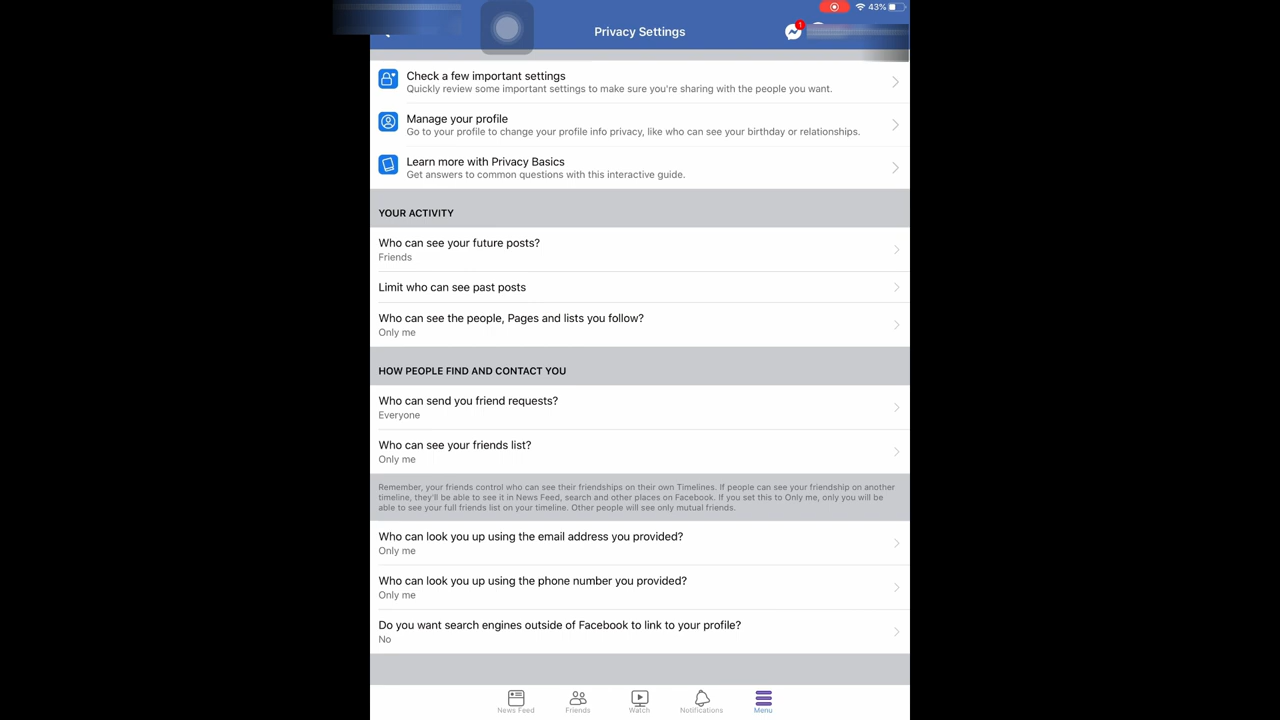 43%
Privacy Settings
1
Check a few important settings
Quickly review some important settings to make sure you're sharing with the people you want.
Manage your profile
Go to your profile to change your profile info privacy, like who can see your birthday or relationships.
Learn more with Privacy Basics
Get answers to common questions with this interactive guide.
YOUR ACTIVITY
Who can see your future posts?
Friends
Limit who can see past posts
Who can see the people, Pages and lists you follow?
Only me
HOW PEOPLE FIND AND CONTACT YOU
Who can send you friend requests?
Everyone
Who can see your friends list?
Only me
Remember, your friends control who can see their friendships on their own Timelines. If people can see your friendship on another
timeline, they'll be able to see it in News Feed, search and other places on Facebook. If you set this to Only me, only you will be
able to see your full friends list on your timeline. Other people will see only mutual friends.
Who can look you up using the email address you provided?
Only me
Who can look you up using the phone number you provided?
Only me
Do you want search engines outside of Facebook to link to your profile?
No
News Feed
Friends
Watch
Notifications
Menu